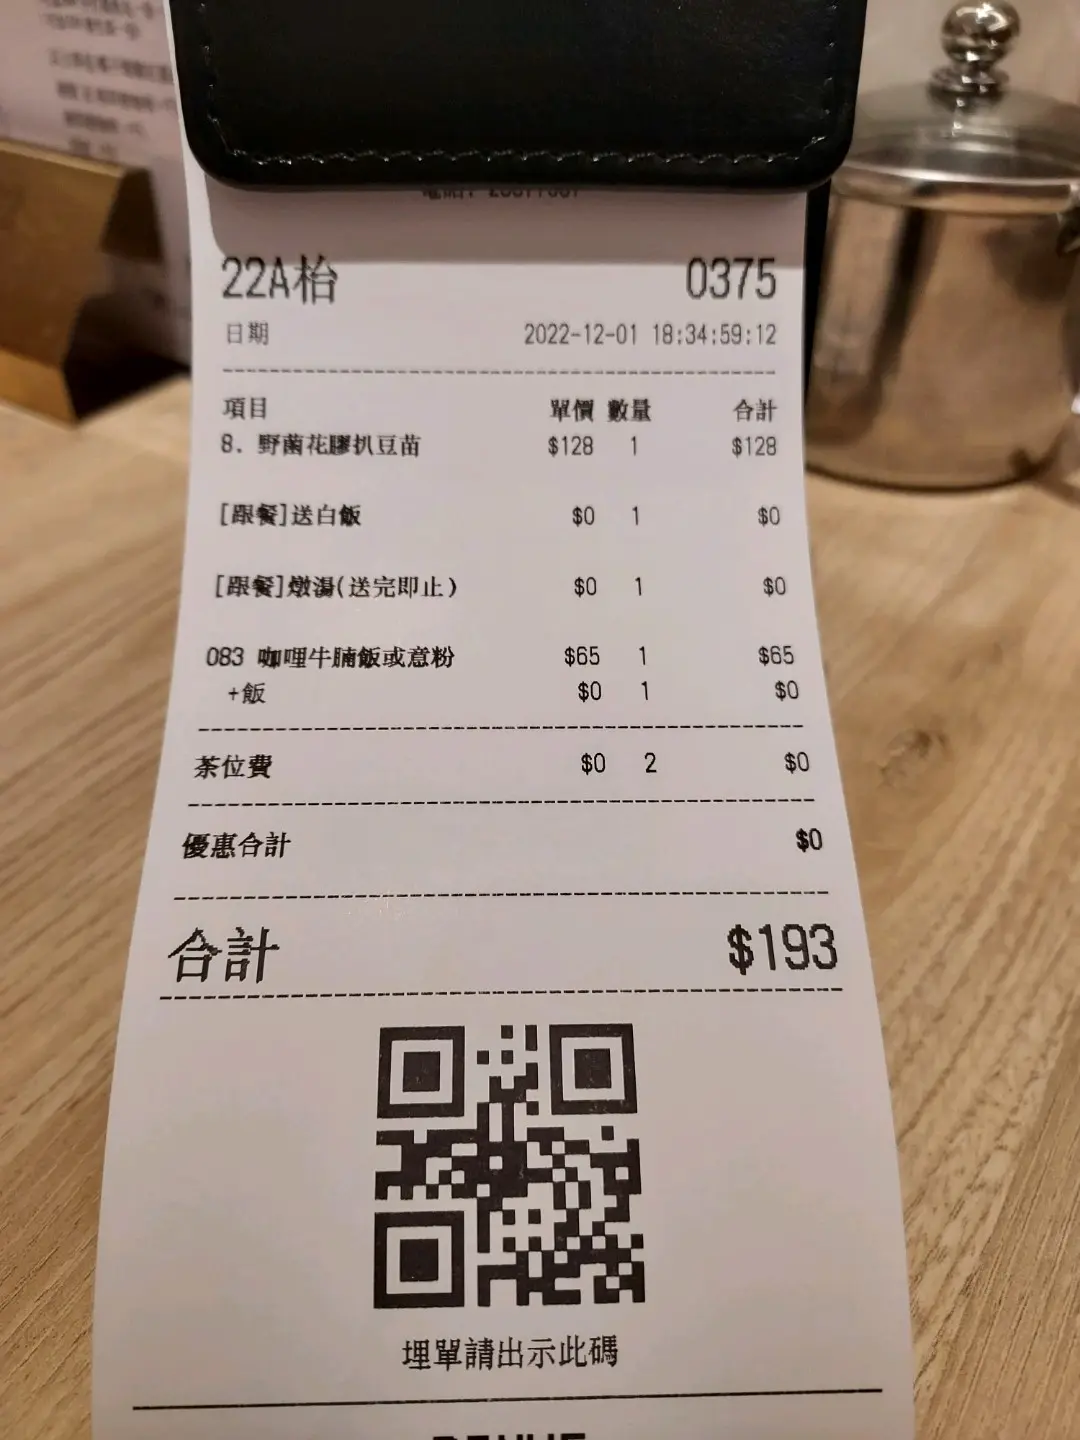 22A枱 0375
日期 2022-12-01 18:34:59:12
項目 單價 數量 合計
8. 野菌花膠扒豆苗 $128 1 $128
[跟餐]送白飯 $0 1 $0
[跟餐]燉湯(送完即止) $0 1 $0
083 咖哩牛腩飯或意粉 $65 1 $65
+飯 $0 1 $0
茶位費 $0 2 $0
優惠合計 $0
合計 $193
埋單請出示此碼